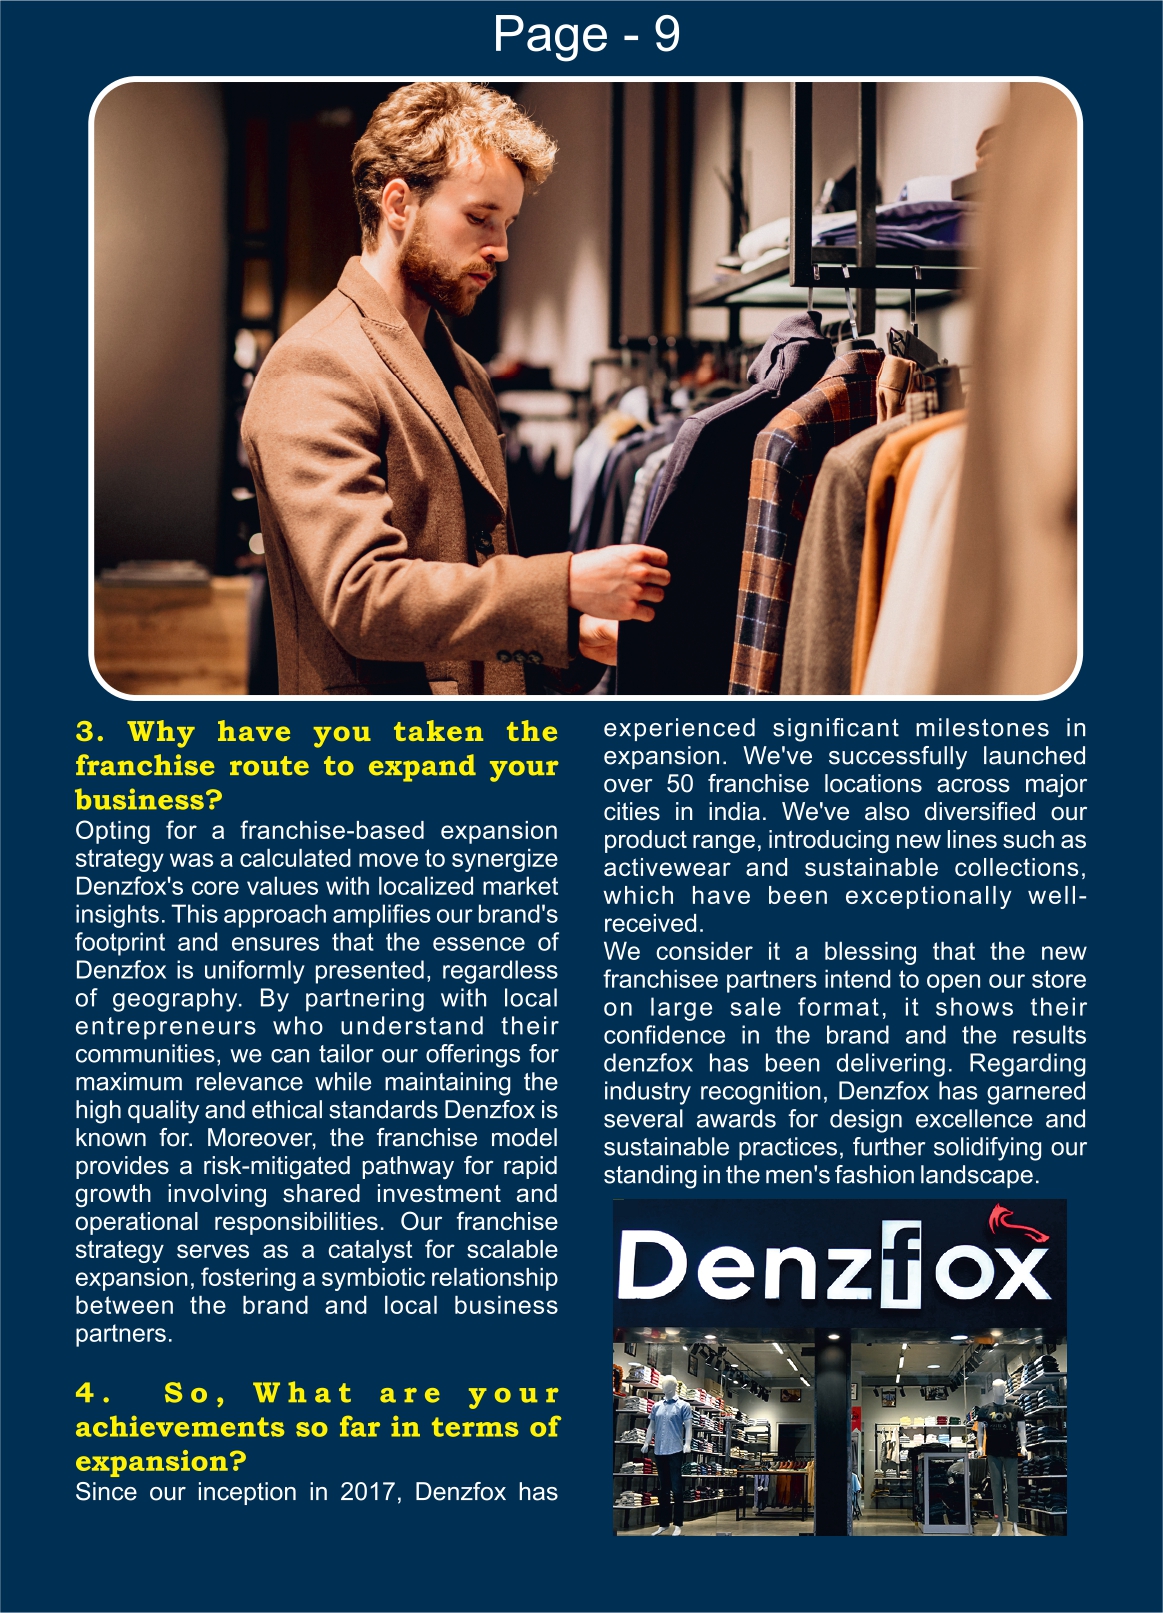 Page - 9
3. Why have you taken the
franchise route to expand your
business?
Opting for a franchise-based expansion
strategy was a calculated move to synergize
Denzfox's core values with localized market
insights. This approach amplifies our brand's
footprint and ensures that the essence of
Denzfox is uniformly presented, regardless
of geography. By partnering with local
entrepreneurs who understand their
communities, we can tailor our offerings for
maximum relevance while maintaining the
high quality and ethical standards Denzfox is
known for. Moreover, the franchise model
provides a risk-mitigated pathway for rapid
growth involving shared investment and
operational responsibilities. Our franchise
strategy serves as a catalyst for scalable
expansion, fostering a symbiotic relationship
between the brand and local business
partners.
4. So, What are your
achievements so far in terms of
expansion?
Since our inception in 2017, Denzfox has
experienced significant milestones in
expansion. We've successfully launched
over 50 franchise locations across major
cities in india. We've also diversified our
product range, introducing new lines such as
activewear and sustainable collections,
which have been exceptionally well-
received.
We consider it a blessing that the new
franchisee partners intend to open our store
on large sale format, it shows their
confidence in the brand and the results
denzfox has been delivering. Regarding
industry recognition, Denzfox has garnered
several awards for design excellence and
sustainable practices, further solidifying our
standing in the men's fashion landscape.
Denzfox